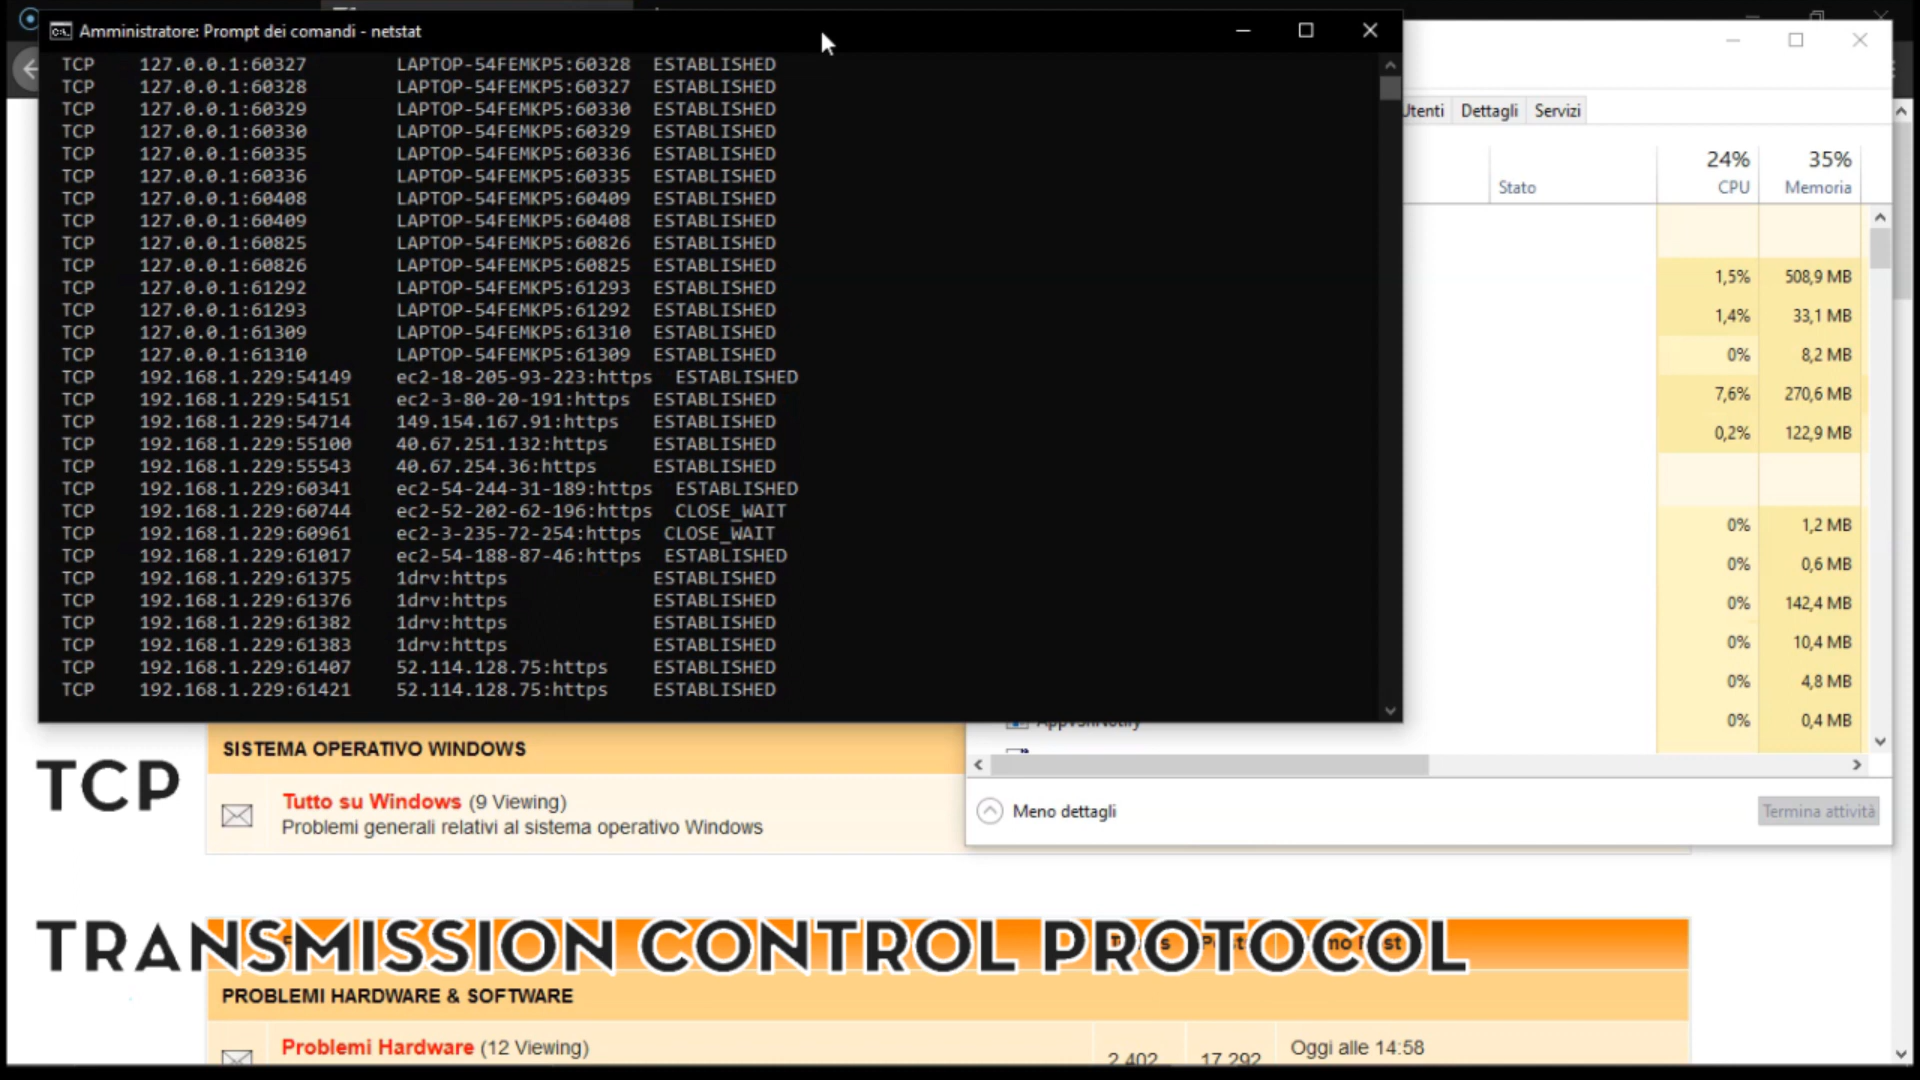 Amministratore: Prompt dei comandi - netstat
TCP 127.0.0.1:60327 LAPTOP-54FEMKP5:60328 ESTABLISHED
TCP 127.0.0.1:60328 LAPTOP-54FEMKP5:60327 ESTABLISHED
TCP 127.0.0.1:60329 LAPTOP-54FEMKP5:60330 ESTABLISHED
TCP 127.0.0.1:60330 LAPTOP-54FEMKP5:60329 ESTABLISHED
TCP 127.0.0.1:60335 LAPTOP-54FEMKP5:60336 ESTABLISHED
TCP 127.0.0.1:60336 LAPTOP-54FEMKP5:60335 ESTABLISHED
TCP 127.0.0.1:60408 LAPTOP-54FEMKP5:60409 ESTABLISHED
TCP 127.0.0.1:60409 LAPTOP-54FEMKP5:60408 ESTABLISHED
TCP 127.0.0.1:60825 LAPTOP-54FEMKP5:60826 ESTABLISHED
TCP 127.0.0.1:60826 LAPTOP-54FEMKP5:60825 ESTABLISHED
TCP 127.0.0.1:61292 LAPTOP-54FEMKP5:61293 ESTABLISHED
TCP 127.0.0.1:61293 LAPTOP-54FEMKP5:61292 ESTABLISHED
TCP 127.0.0.1:61309 LAPTOP-54FEMKP5:61310 ESTABLISHED
TCP 127.0.0.1:61310 LAPTOP-54FEMKP5:61309 ESTABLISHED
TCP 192.168.1.229:54149 ec2-18-205-93-223:https ESTABLISHED
TCP 192.168.1.229:54151 ec2-3-80-20-191:https ESTABLISHED
TCP 192.168.1.229:54714 149.154.167.91:https ESTABLISHED
TCP 192.168.1.229:55100 40.67.251.132:https ESTABLISHED
TCP 192.168.1.229:55543 40.67.254.36:https ESTABLISHED
TCP 192.168.1.229:60341 ec2-54-244-31-189:https ESTABLISHED
TCP 192.168.1.229:60744 ec2-52-202-62-196:https CLOSE_WAIT
TCP 192.168.1.229:60961 ec2-3-235-72-254:https CLOSE_WAIT
TCP 192.168.1.229:61017 ec2-54-188-87-46:https ESTABLISHED
TCP 192.168.1.229:61375 1drv:https ESTABLISHED
TCP 192.168.1.229:61376 1drv:https ESTABLISHED
TCP 192.168.1.229:61382 1drv:https ESTABLISHED
TCP 192.168.1.229:61383 1drv:https ESTABLISHED
TCP 192.168.1.229:61407 52.114.128.75:https ESTABLISHED
TCP 192.168.1.229:61421 52.114.128.75:https ESTABLISHED
Utenti Dettagli Servizi
24% 35%
Stato CPU Memoria
1,5% 508,9 MB
1,4% 33,1 MB
0% 8,2 MB
7,6% 270,6 MB
0,2% 122,9 MB
0% 1,2 MB
0% 0,6 MB
0% 142,4 MB
0% 10,4 MB
0% 4,8 MB
0% 0,4 MB
Meno dettagli Termina attività
SISTEMA OPERATIVO WINDOWS
TCP
Tutto su Windows (9 Viewing)
Problemi generali relativi al sistema operativo Windows
TRANSMISSION CONTROL PROTOCOL
PROBLEMI HARDWARE & SOFTWARE
Problemi Hardware (12 Viewing) 2.402 17.292 Oggi alle 14:58